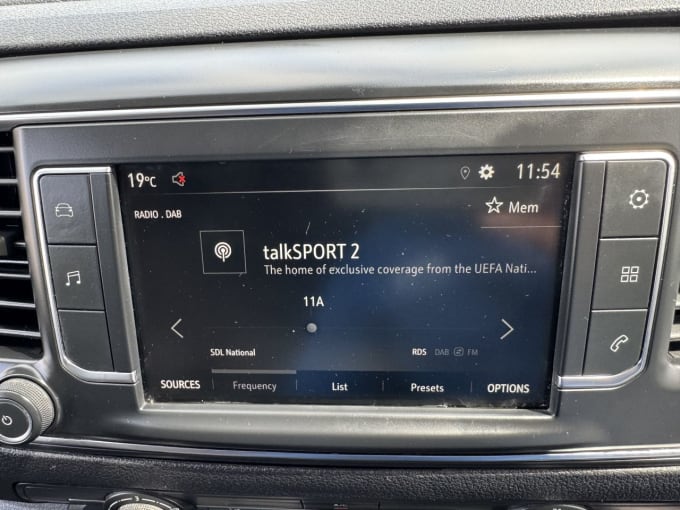 19°C
11:54
RADIO . DAB
Mem
talkSPORT 2
The home of exclusive coverage from the UEFA Nati...
11A
SDL National
RDS DAB FM
SOURCES Frequency List Presets OPTIONS